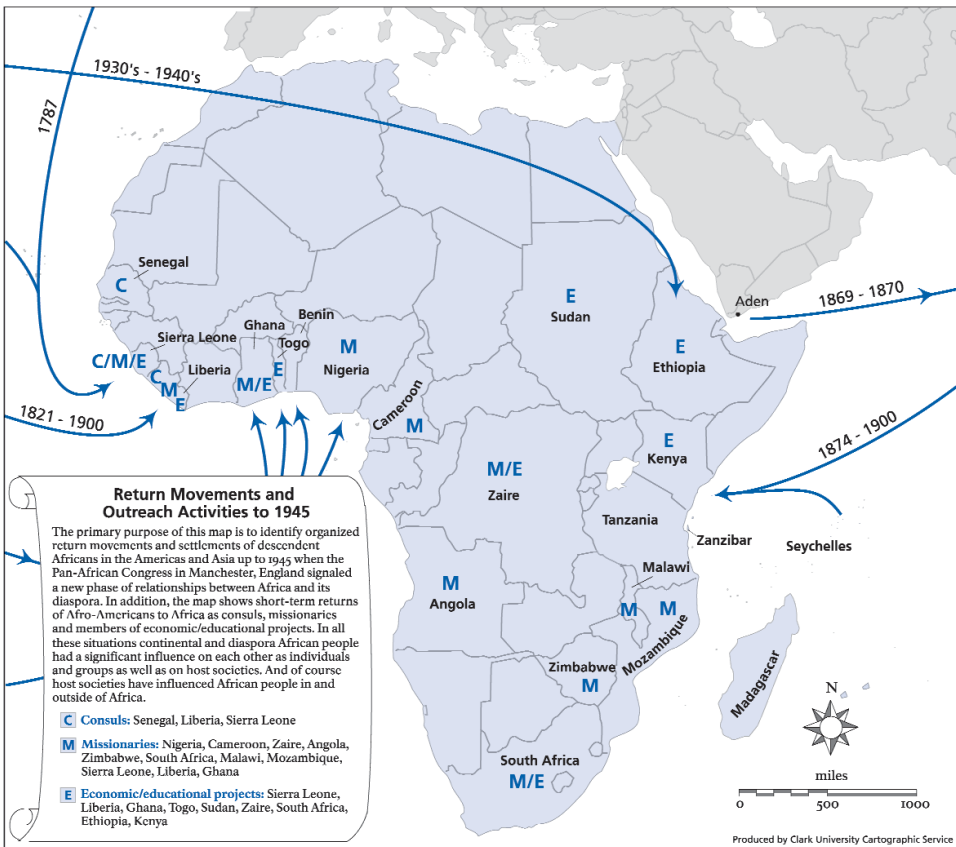 1930's - 1940's
1787
Senegal
C
Aden
1869 - 1870
E
Sudan
Benin
Ghana
Togo
Sierra Leone
C/M/E
M
Nigeria
E
Ethiopia
C
M
E
Liberia
M/E
E
1821 - 1900
Cameroon
M
E
Kenya
1874 - 1900
M/E
Zaire
Tanzania
Zanzibar
Seychelles
Malawi
M
Angola
M
M
Mozambique
Zimbabwe
M
Madagascar
South Africa
M/E
N
Return Movements and
Outreach Activities to 1945
The primary purpose of this map is to identify organized
return movements and settlements of descendent
Africans in the Americas and Asia up to 1945 when the
Pan-African Congress in Manchester, England signaled
a new phase of relationships between Africa and its
diaspora. In addition, the map shows short-term returns
of Afro-Americans to Africa as consuls, missionaries
and members of economic/educational projects. In all
these situations continental and diaspora African people
had a significant influence on each other as individuals
and groups as well as on host societies. And of course
host societies have influenced African people in and
outside of Africa.
C Consuls: Senegal, Liberia, Sierra Leone
M Missionaries: Nigeria, Cameroon, Zaire, Angola,
Zimbabwe, South Africa, Malawi, Mozambique,
Sierra Leone, Liberia, Ghana
E Economic/educational projects: Sierra Leone,
Liberia, Ghana, Togo, Sudan, Zaire, South Africa,
Ethiopia, Kenya
miles
0 500 1000
Produced by Clark University Cartographic Service